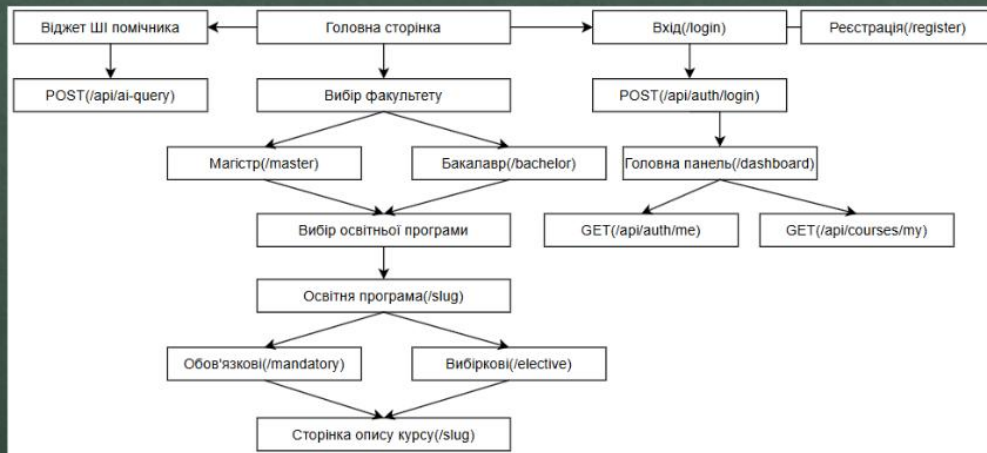 Віджет ШІ помічника
Головна сторінка
Вхід(/login)
Реєстрація(/register)
POST(/api/ai-query)
Вибір факультету
POST(/api/auth/login)
Магістр(/master)
Бакалавр(/bachelor)
Головна панель(/dashboard)
Вибір освітньої програми
GET(/api/auth/me)
GET(/api/courses/my)
Освітня програма(/slug)
Обов'язкові(/mandatory)
Вибіркові(/elective)
Сторінка опису курсу(/slug)